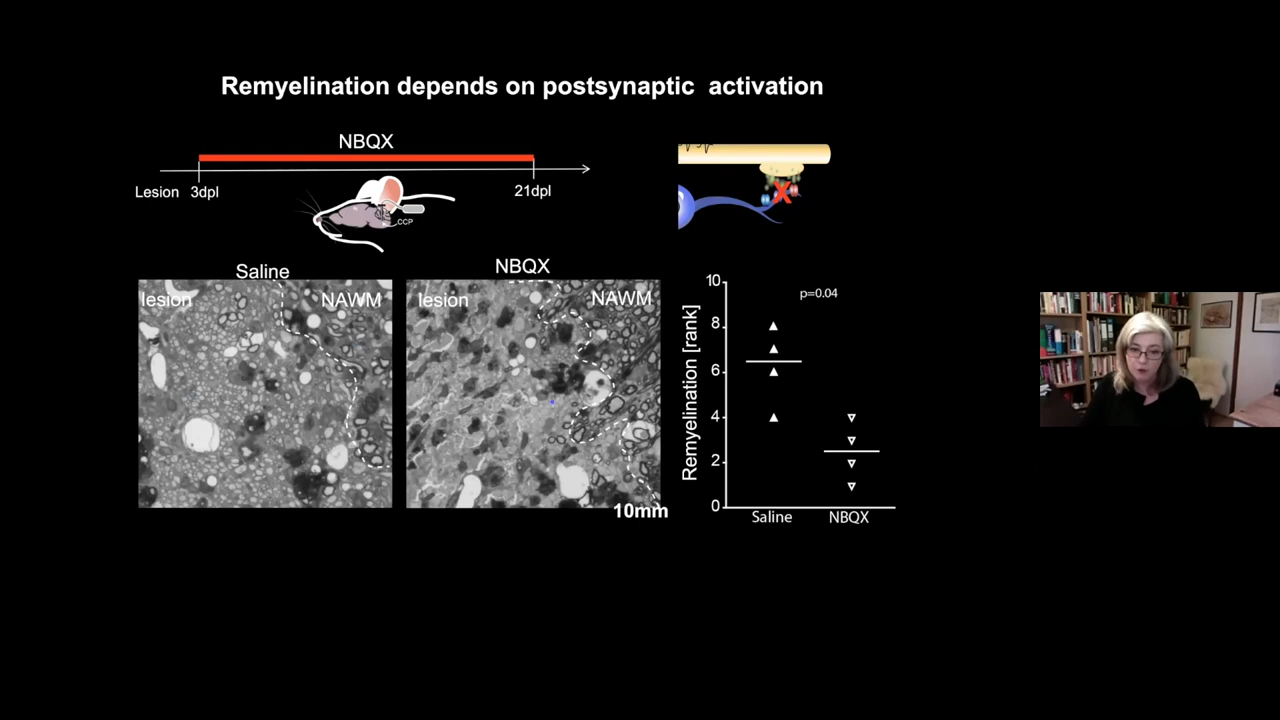 Remyelination depends on postsynaptic activation
NBQX
Lesion 3dpl 21dpl
CCP
Saline
NBQX
lesion NAWM
lesion NAWM
10mm
Remyelination [rank]
10
8
6
4
2
0
p=0.04
Saline NBQX